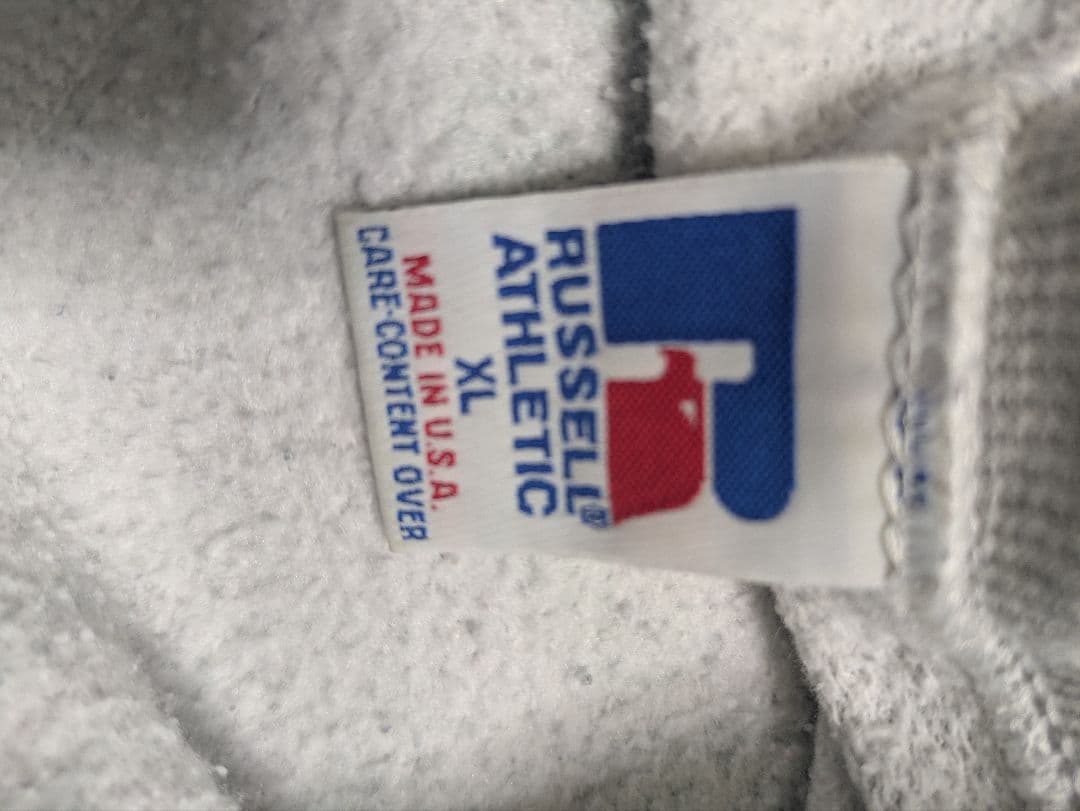 RUSSELL®
ATHLETIC
XL
MADE IN U.S.A.
CARE-CONTENT OVER